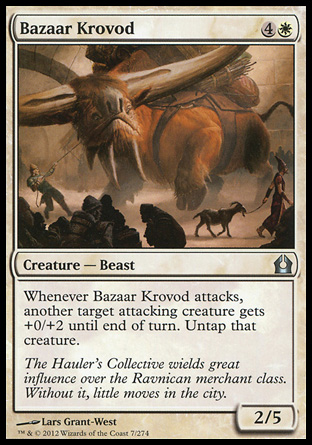 Bazaar Krovod 4
Creature — Beast
Whenever Bazaar Krovod attacks,
another target attacking creature gets
+0/+2 until end of turn. Untap that
creature.
The Hauler's Collective wields great
influence over the Ravnican merchant class.
Without it, little moves in the city.
Lars Grant-West
2/5
™ & © 2012 Wizards of the Coast 7/274